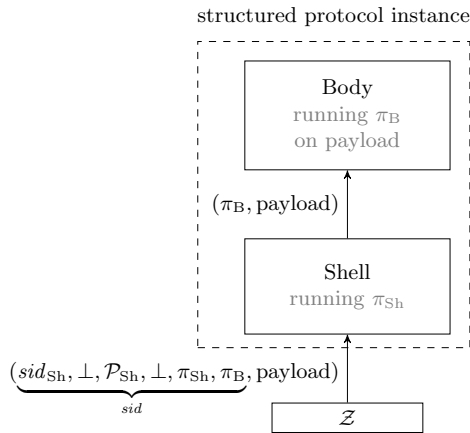 structured protocol instance
Body
running π_B
on payload
(π_B, payload)
Shell
running π_Sh
(sid_Sh, ⊥, 𝒫_Sh, ⊥, π_Sh, π_B, payload)
sid
𝒵